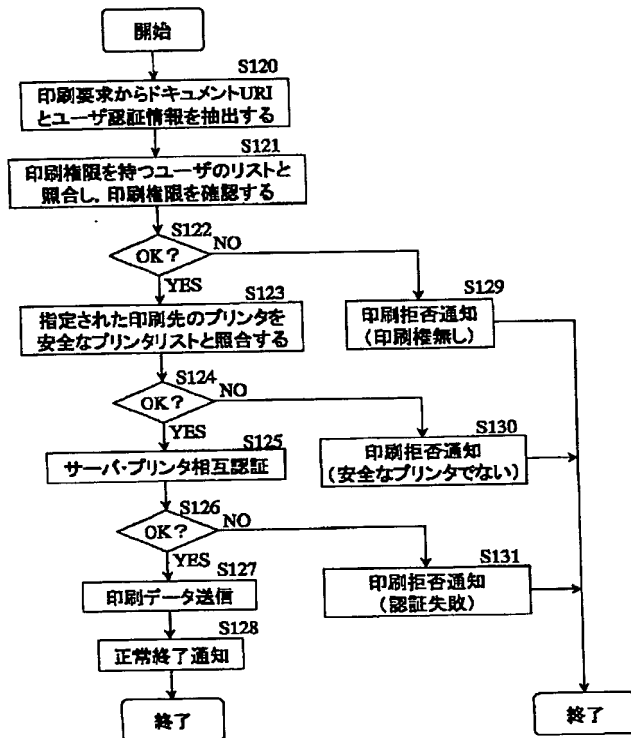 開始
S120
印刷要求からドキュメントURI
とユーザ認証情報を抽出する
S121
印刷権限を持つユーザのリストと
照合し、印刷権限を確認する
S122
OK？
NO
YES
S123
指定された印刷先のプリンタを
安全なプリンタリストと照合する
S129
印刷拒否通知
(印刷権無し)
S124
OK？
NO
YES
S125
サーバ・プリンタ相互認証
S130
印刷拒否通知
(安全なプリンタでない)
S126
OK？
NO
YES
S127
印刷データ送信
S131
印刷拒否通知
(認証失敗)
S128
正常終了通知
終了
終了